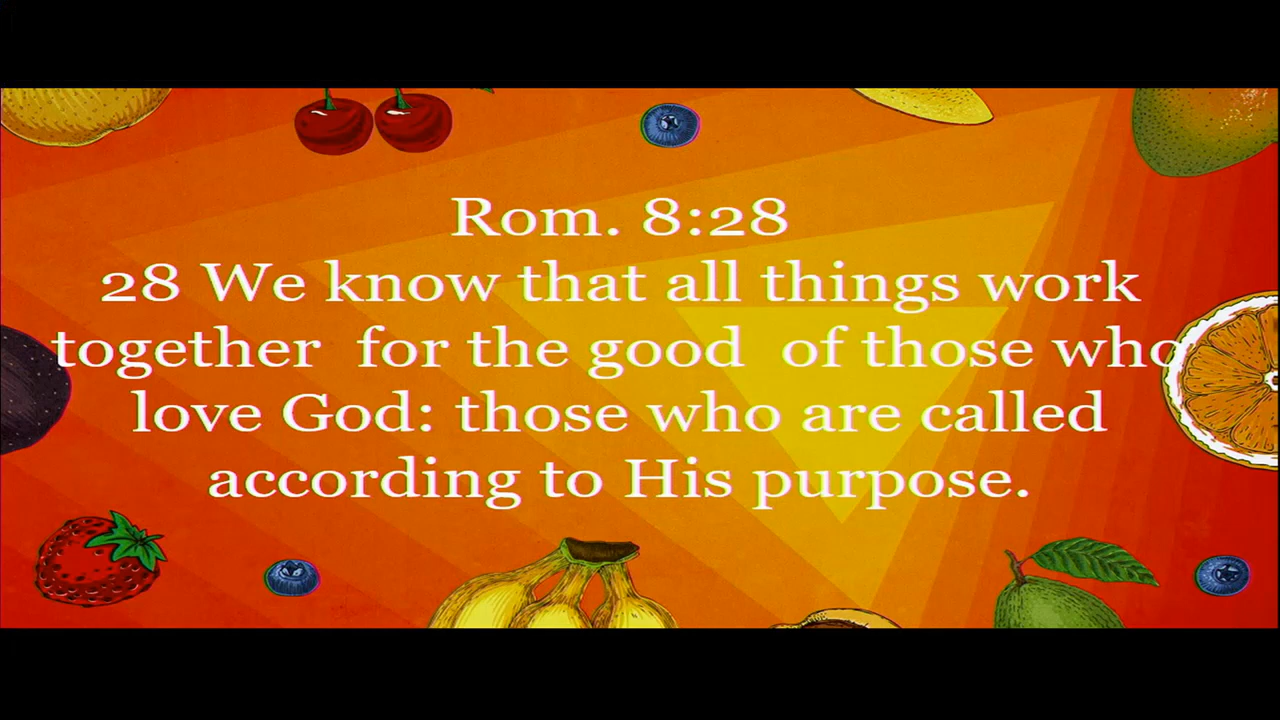 Rom. 8:28
28 We know that all things work
together  for the good  of those who
love God: those who are called
according to His purpose.